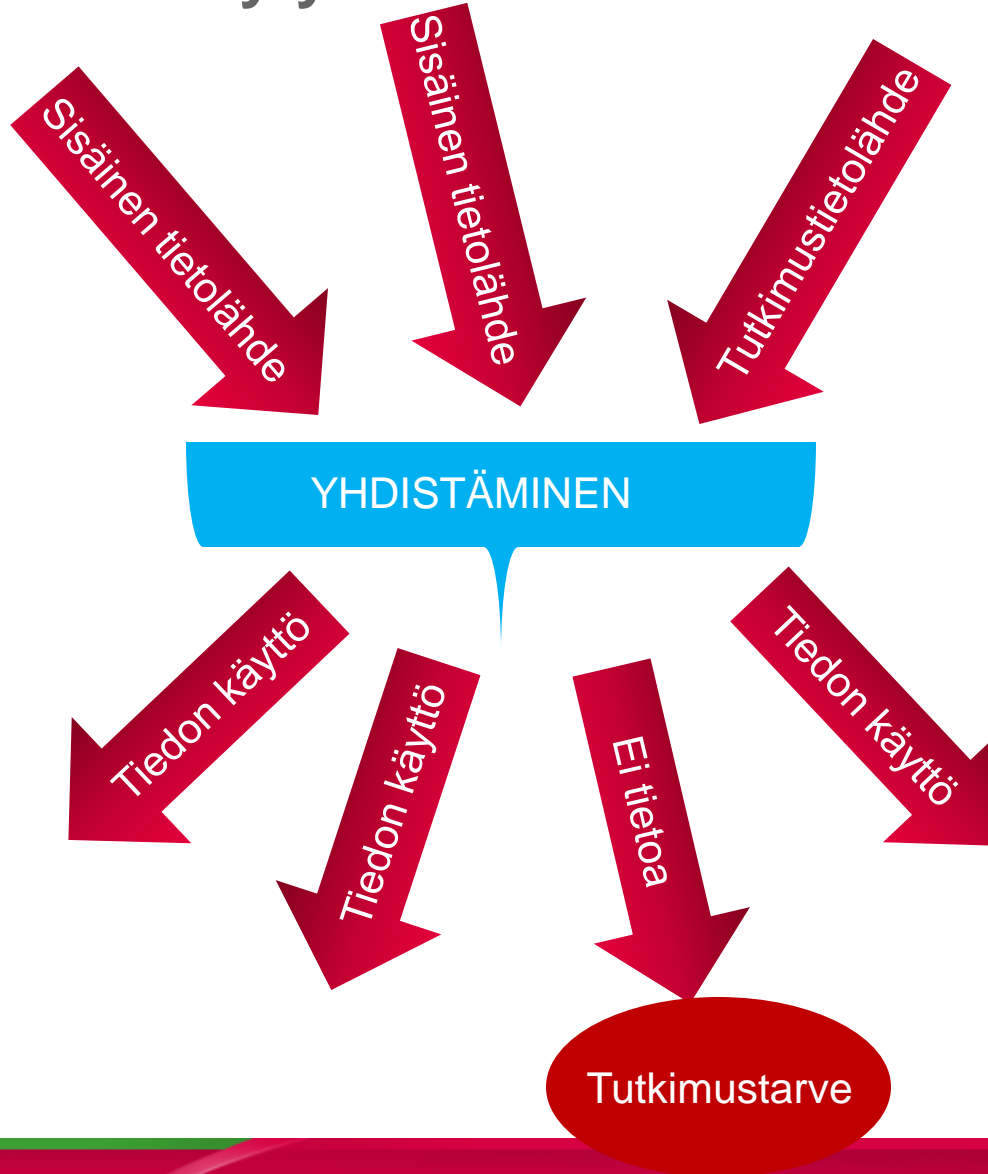 Sisäinen tietolähde
Sisäinen tietolähde
Tutkimustietolähde
YHDISTÄMINEN
Tiedon käyttö
Tiedon käyttö
Ei tietoa
Tiedon käyttö
Tutkimustarve